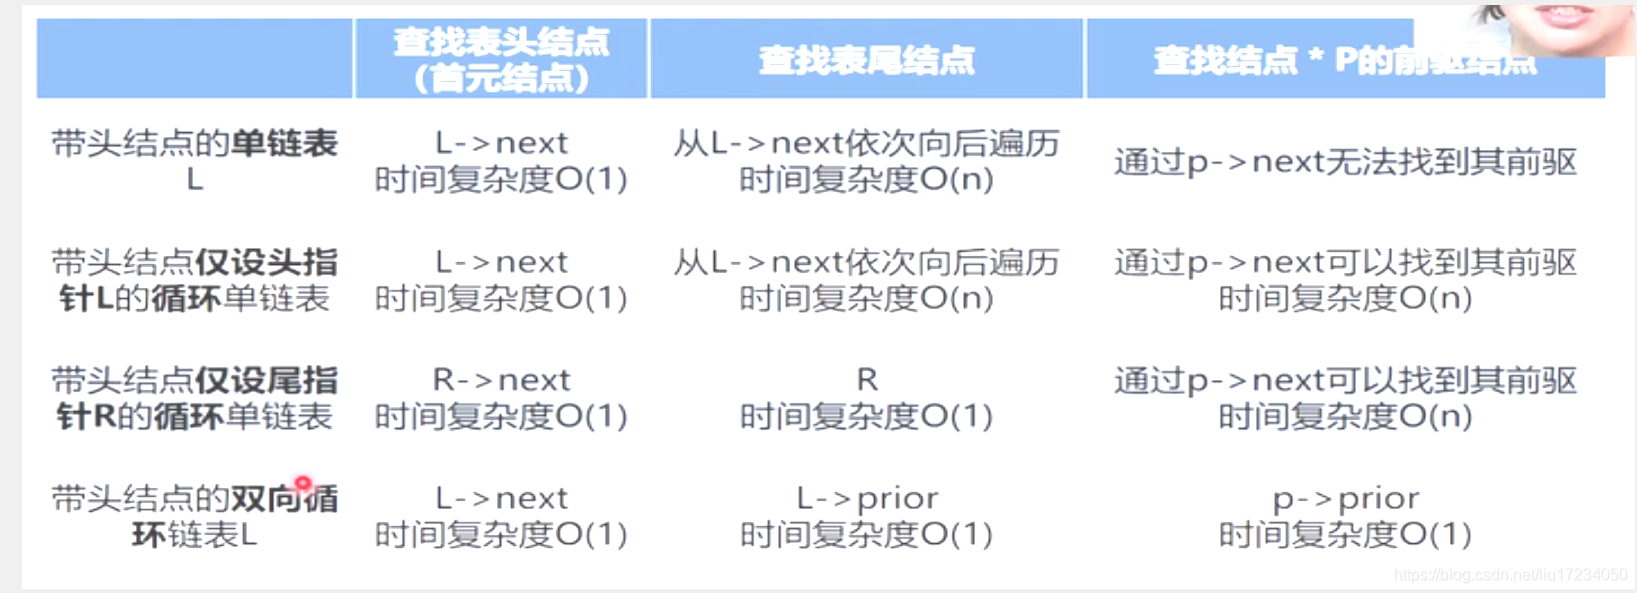 查找表头结点
(首元结点)
查找表尾结点
查找结点 * P的前驱结点
带头结点的单链表
L
L->next
时间复杂度O(1)
从L->next依次向后遍历
时间复杂度O(n)
通过p->next无法找到其前驱
带头结点仅设头指
针L的循环单链表
L->next
时间复杂度O(1)
从L->next依次向后遍历
时间复杂度O(n)
通过p->next可以找到其前驱
时间复杂度O(n)
带头结点仅设尾指
针R的循环单链表
R->next
时间复杂度O(1)
R
时间复杂度O(1)
通过p->next可以找到其前驱
时间复杂度O(n)
带头结点的双向循
环链表L
L->next
时间复杂度O(1)
L->prior
时间复杂度O(1)
p->prior
时间复杂度O(1)
https://blog.csdn.net/liu17234050